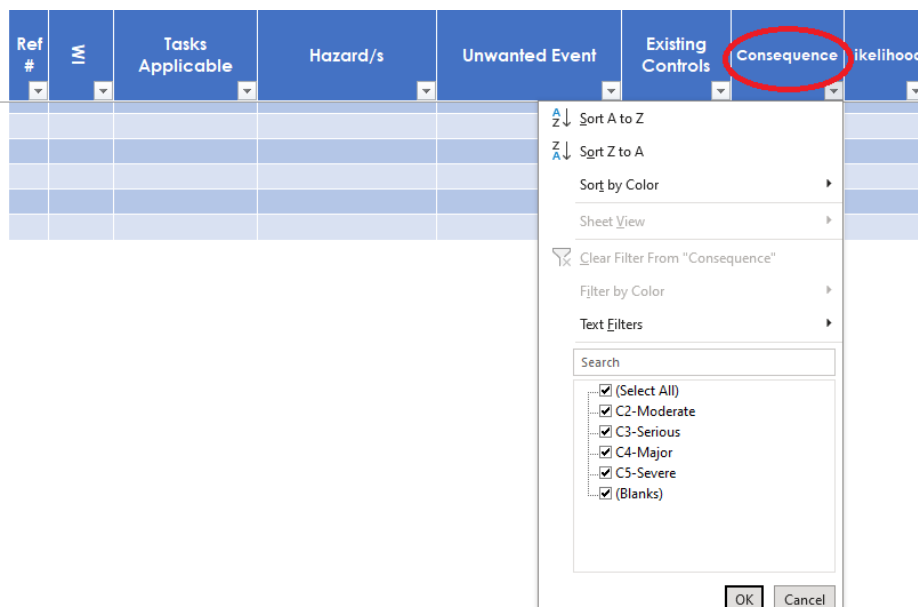 Ref #
WI
Tasks Applicable
Hazard/s
Unwanted Event
Existing Controls
Consequence
ikelihood
Sort A to Z
Sort Z to A
Sort by Color
Sheet View
Clear Filter From "Consequence"
Filter by Color
Text Filters
Search
(Select All)
C2-Moderate
C3-Serious
C4-Major
C5-Severe
(Blanks)
OK
Cancel